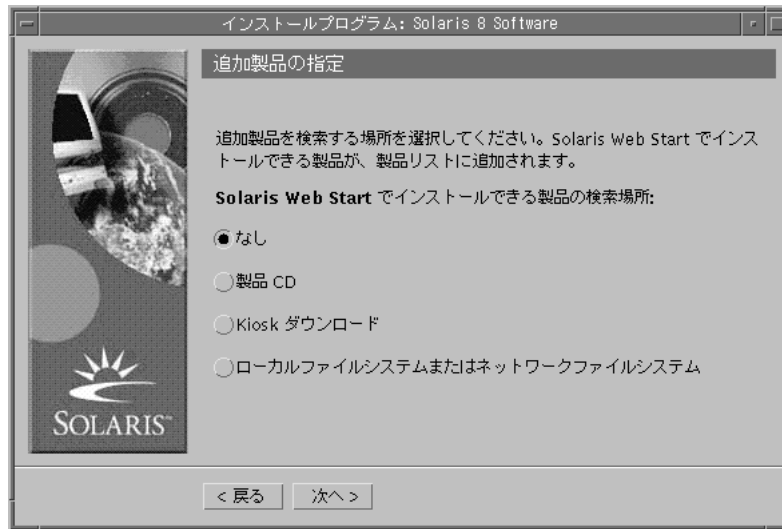 インストールプログラム: Solaris 8 Software
追加製品の指定
追加製品を検索する場所を選択してください。Solaris Web Start でインス
トールできる製品が、製品リストに追加されます。
Solaris Web Start でインストールできる製品の検索場所:
なし
製品 CD
Kiosk ダウンロード
ローカルファイルシステムまたはネットワークファイルシステム
SOLARIS™
< 戻る
次へ >